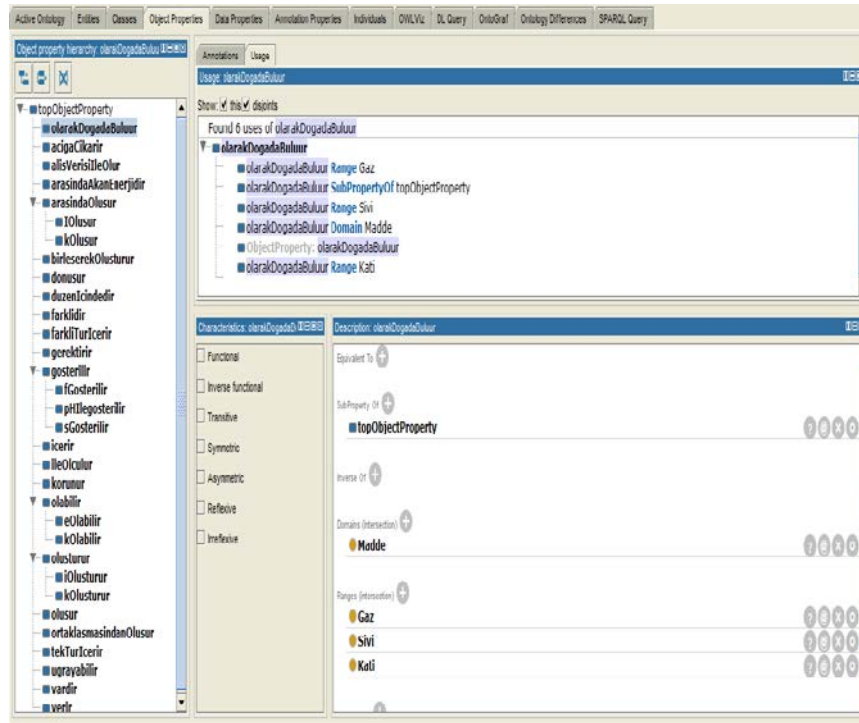 Active Ontology Entities Classes Object Properties Data Properties Annotation Properties Individuals OWLViz DL Query OntoGraf Ontology Differences SPARQL Query
Object property hierarchy: olarakDogadaBuluu
topObjectProperty
olarakDogadaBuluur
acigaCikarir
alisVerisiIleOlur
arasindaAkanEnerjidir
arasindaOlusur
IOlusur
kOlusur
birleserekOlusturur
donusur
duzenIcindedir
farklidir
farkliTurIcerir
gerektirir
gosterilir
fGosterilir
pHIlegosterilir
sGosterilir
icerir
IleOlculur
korunur
olabilir
eOlabilir
kOlabilir
olusturur
iOlusturur
kOlusturur
olusur
ortaklasmasindanOlusur
tekTurIcerir
ugrayabilir
vardir
verir
Annotations Usage
Usage: olarakDogadaBuluur
Show: this disjoints
Found 6 uses of olarakDogadaBuluur
olarakDogadaBuluur
olarakDogadaBuluur Range Gaz
olarakDogadaBuluur SubPropertyOf topObjectProperty
olarakDogadaBuluur Range Sivi
olarakDogadaBuluur Domain Madde
ObjectProperty: olarakDogadaBuluur
olarakDogadaBuluur Range Kati
Characteristics: olarakDogadaB
Functional
Inverse functional
Transitive
Symmetric
Asymmetric
Reflexive
Irreflexive
Description: olarakDogadaBuluur
Equivalent To
SubProperty Of
topObjectProperty
Inverse Of
Domains (intersection)
Madde
Ranges (intersection)
Gaz
Sivi
Kati